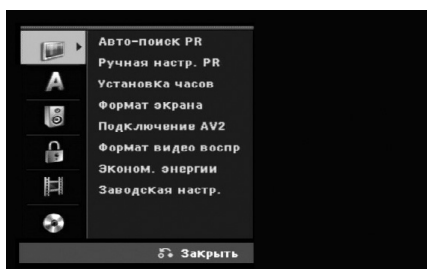 Авто-поиск PR
Ручная настр. PR
Установка часов
Формат экрана
Подключение AV2
Формат видео воспр
Эконом. энергии
Заводская настр.
A
Закрыть